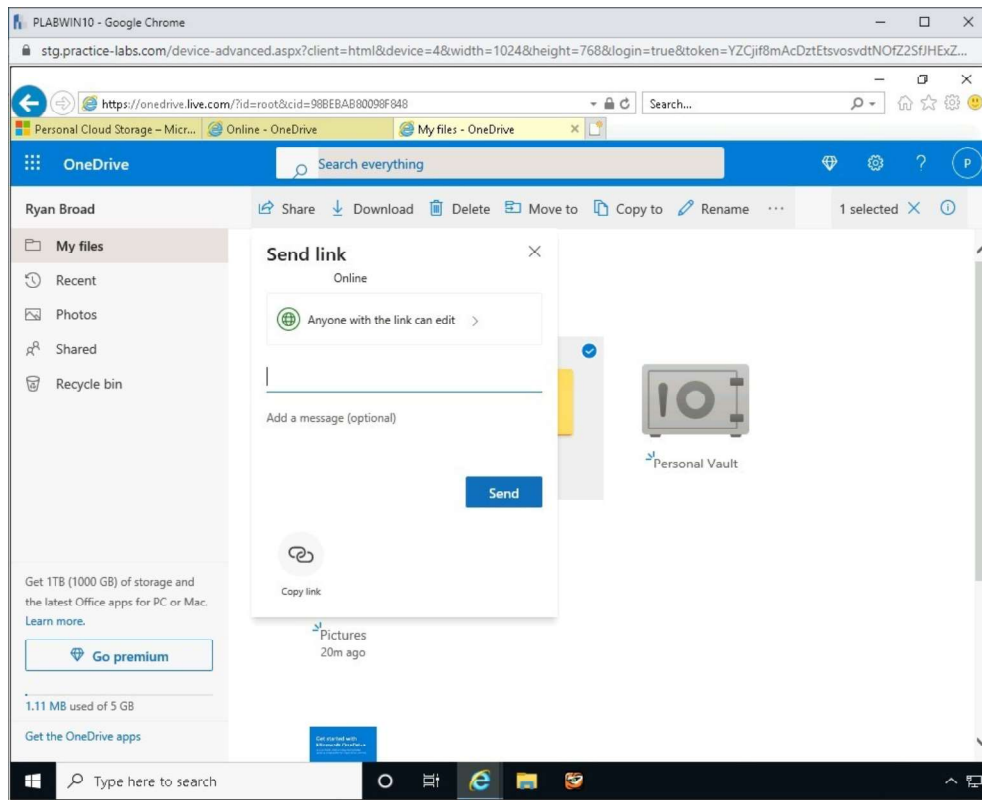 PLABWIN10 - Google Chrome
stg.practice-labs.com/device-advanced.aspx?client=html&device=4&width=1024&height=768&login=true&token=YZCjif8mAcDztEtsvosvdtNOfZ2SfJHExZ...
https://onedrive.live.com/?id=root&cid=98BEBAB80098F848
Search...
Personal Cloud Storage – Micr...
Online - OneDrive
My files - OneDrive
OneDrive
Search everything
?
P
Ryan Broad
Share Download Delete Move to Copy to Rename ... 1 selected
My files
Recent
Photos
Shared
Recycle bin
Send link
Online
Anyone with the link can edit
Add a message (optional)
Send
Copy link
Personal Vault
Pictures
20m ago
Get 1TB (1000 GB) of storage and
the latest Office apps for PC or Mac.
Learn more.
Go premium
1.11 MB used of 5 GB
Get the OneDrive apps
Get started with
Type here to search